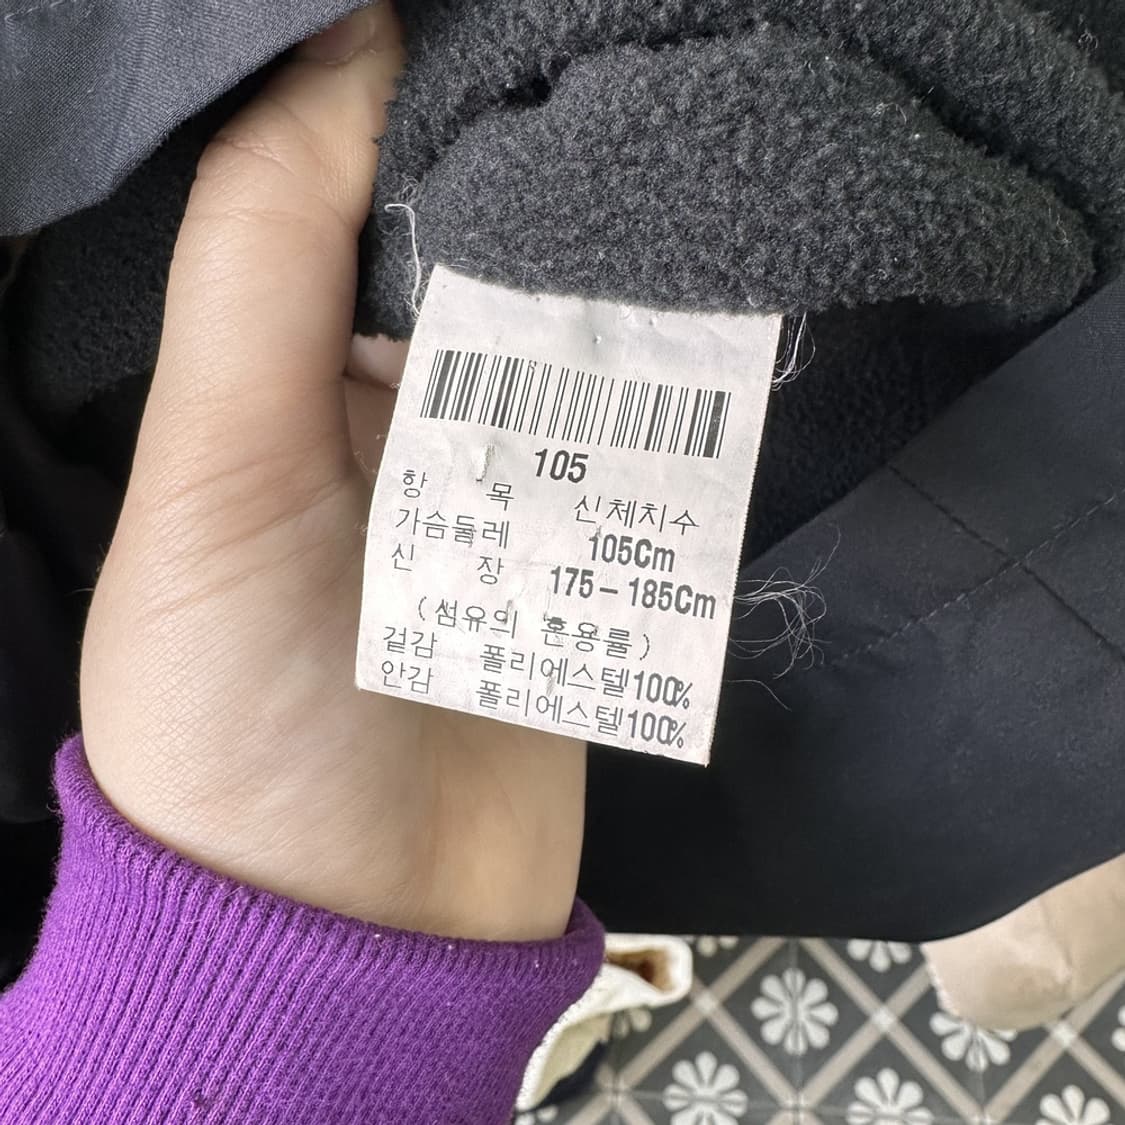 105
항 목 신체치수
가슴둘레 105Cm
신 장 175-185Cm
(섬유의 혼용률)
겉감 폴리에스텔100%
안감 폴리에스텔100%